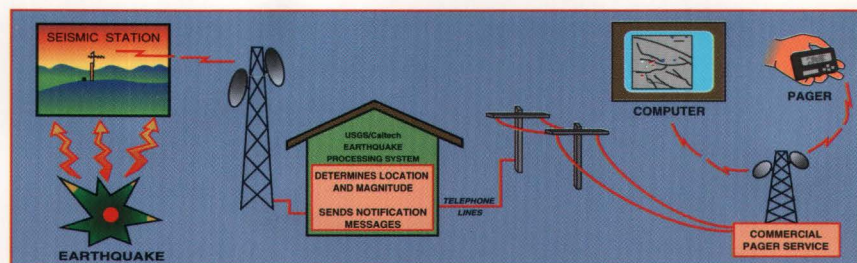 SEISMIC STATION
EARTHQUAKE
USGS/Caltech
EARTHQUAKE
PROCESSING SYSTEM
DETERMINES LOCATION
AND MAGNITUDE
SENDS NOTIFICATION
MESSAGES
TELEPHONE
LINES
COMPUTER
PAGER
COMMERCIAL
PAGER SERVICE